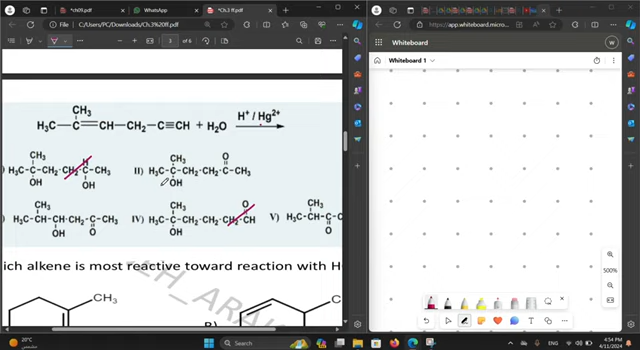 *ch09.pdf
WhatsApp
*Ch.3 ff.pdf
File | C:/Users/PC/Downloads/Ch.3%20ff.pdf
https://app.whiteboard.micro...
3 of 6
Whiteboard
W
Whiteboard 1
CH₃
H₃C-C=CH-CH₂-C≡CH + H₂O
H⁺ / Hg²⁺
CH₃ H
H₃C-C-CH₂-CH₂-C-CH₃
OH OH
II)
CH₃ O
H₃C-C-CH₂-CH₂-C-CH₃
OH
CH₃
H₃C-CH-CH-CH₂-C-CH₃
OH O
IV)
CH₃ O
H₃C-C-CH₂-CH₂-CH₂-CH
OH
V)
CH₃
H₃C-CH-C
O
ich alkene is most reactive toward reaction with H
CH₃
B)
C
500%
20°C
Search
ENG
4:54 PM
4/11/2024